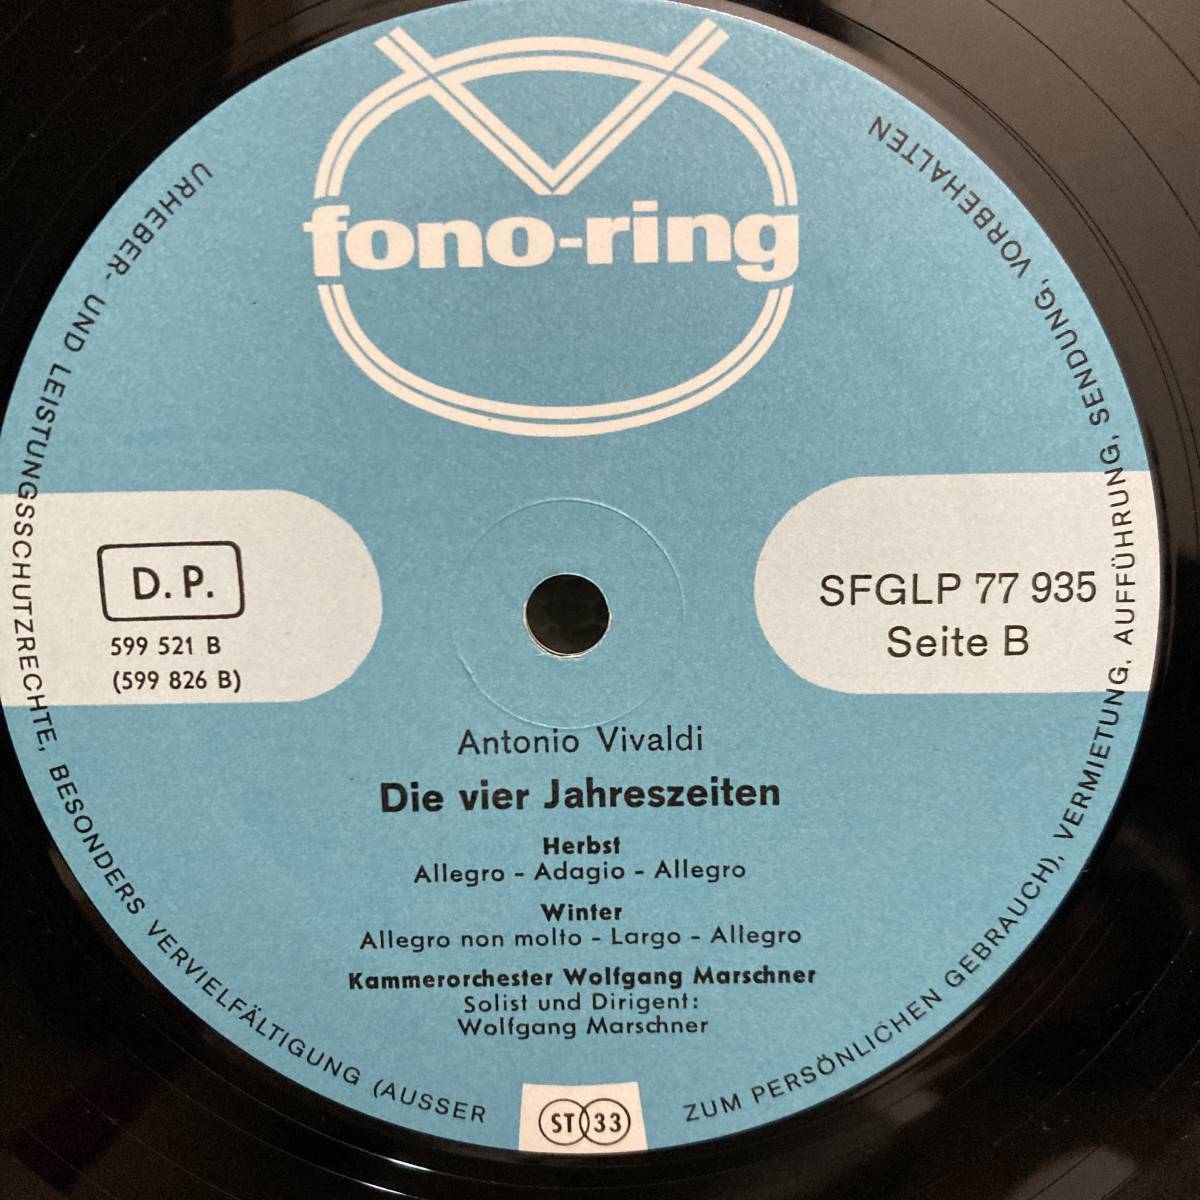 fono-ring
D. P.
599 521 B
(599 826 B)
SFGLP 77 935
Seite B
Antonio Vivaldi
Die vier Jahreszeiten
Herbst
Allegro - Adagio - Allegro
Winter
Allegro non molto - Largo - Allegro
Kammerorchester Wolfgang Marschner
Solist und Dirigent:
Wolfgang Marschner
ST 33
URHEBER- UND LEISTUNGSSCHUTZRECHTE, BESONDERS VERVIELFÄLTIGUNG (AUSSER ZUM PERSÖNLICHEN GEBRAUCH), VERMIETUNG, AUFFÜHRUNG, SENDUNG, VORBEHALTEN